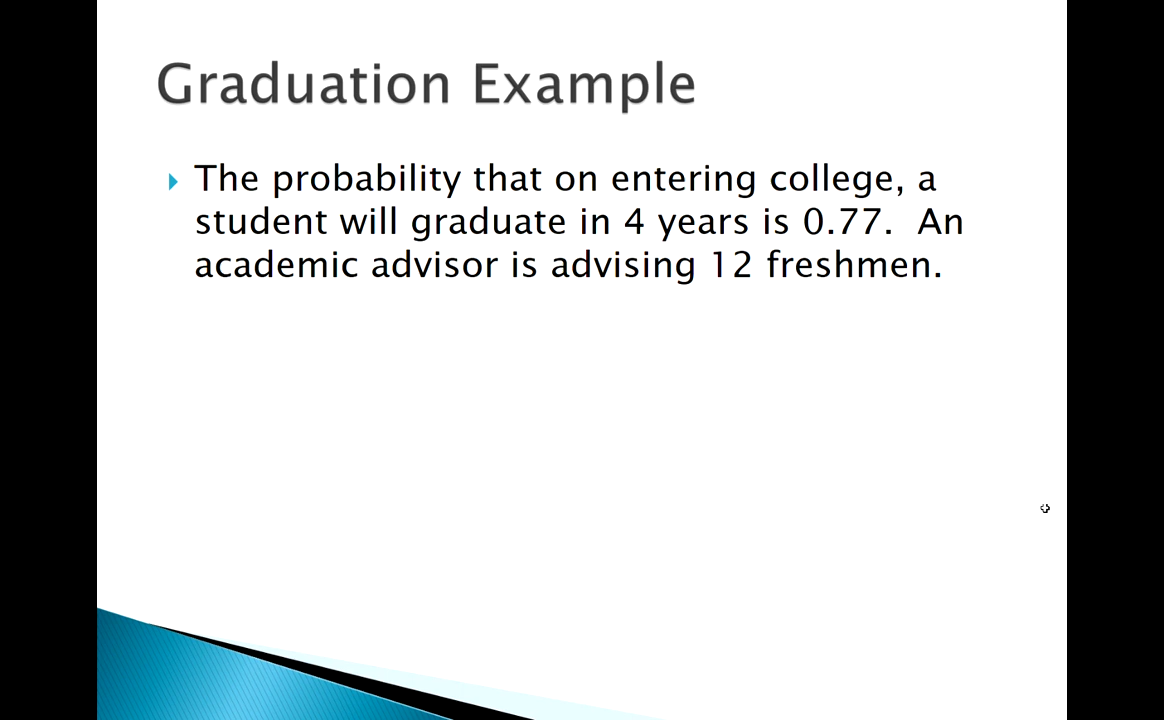 Graduation Example
The probability that on entering college, a
student will graduate in 4 years is 0.77.  An
academic advisor is advising 12 freshmen.